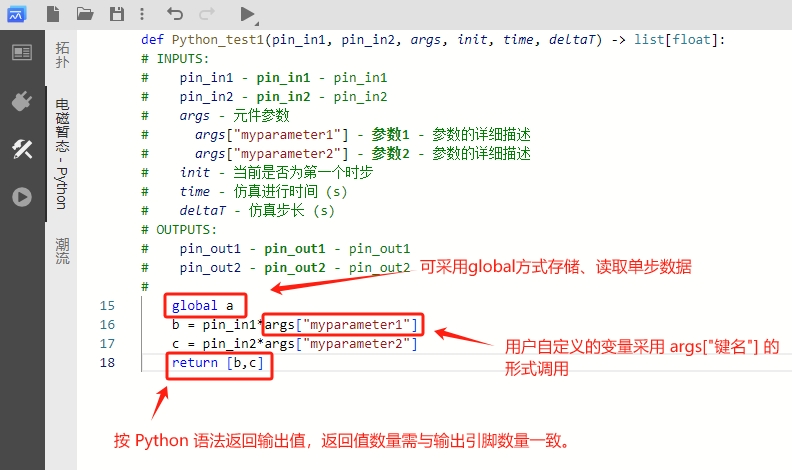 def Python_test1(pin_in1, pin_in2, args, init, time, deltaT) -> list[float]:
# INPUTS:
# pin_in1 - pin_in1 - pin_in1
# pin_in2 - pin_in2 - pin_in2
# args - 元件参数
# args["myparameter1"] - 参数1 - 参数的详细描述
# args["myparameter2"] - 参数2 - 参数的详细描述
# init - 当前是否为第一个时步
# time - 仿真进行时间 (s)
# deltaT - 仿真步长 (s)
# OUTPUTS:
# pin_out1 - pin_out1 - pin_out1
# pin_out2 - pin_out2 - pin_out2
#
可采用global方式存储、读取单步数据
15 global a
16 b = pin_in1*args["myparameter1"]
17 c = pin_in2*args["myparameter2"]
18 return [b,c]
用户自定义的变量采用 args["键名"] 的
形式调用
按 Python 语法返回输出值，返回值数量需与输出引脚数量一致。
拓扑
电磁暂态 - Python
潮流